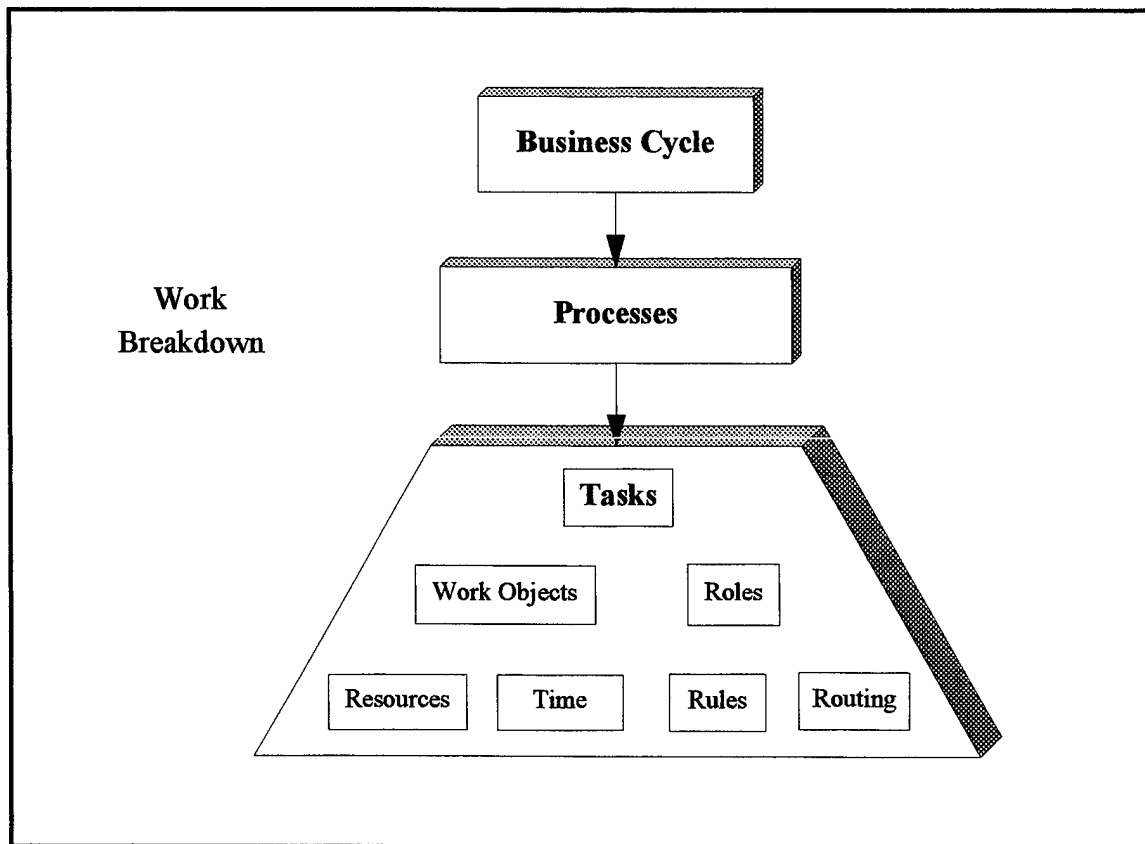 Business Cycle
Processes
Work
Breakdown
Tasks
Work Objects
Roles
Resources
Time
Rules
Routing